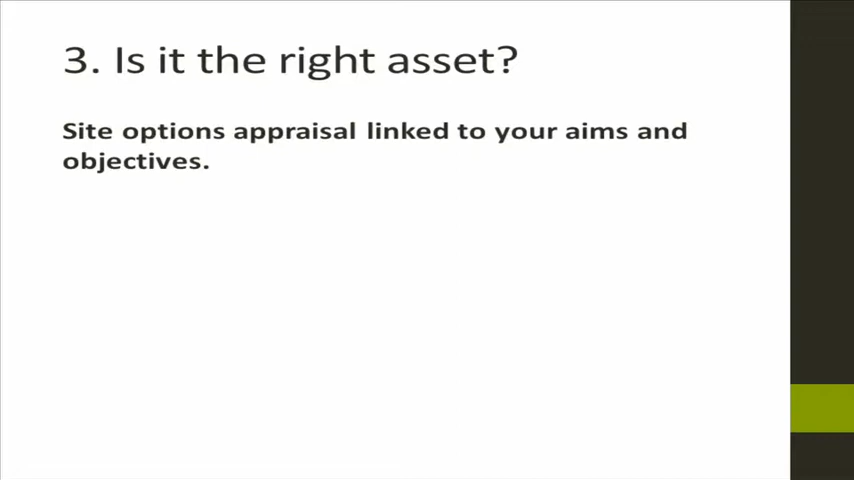 3. Is it the right asset?
Site options appraisal linked to your aims and
objectives.